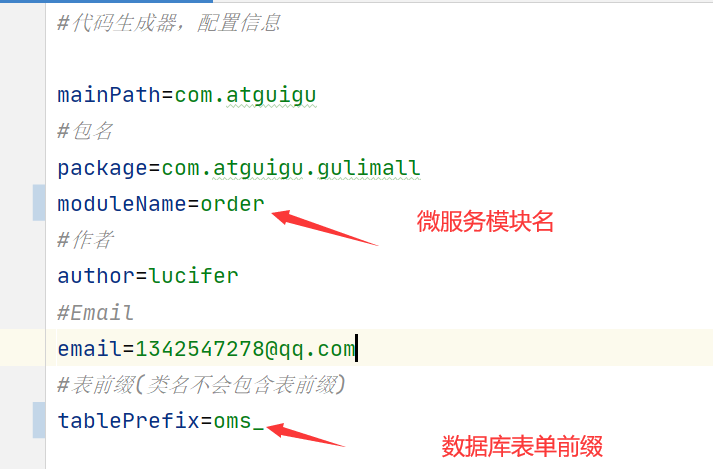 #代码生成器，配置信息
mainPath=com.atguigu
#包名
package=com.atguigu.gulimall
moduleName=order
微服务模块名
#作者
author=lucifer
#Email
email=1342547278@qq.com
#表前缀(类名不会包含表前缀)
tablePrefix=oms_
数据库表单前缀